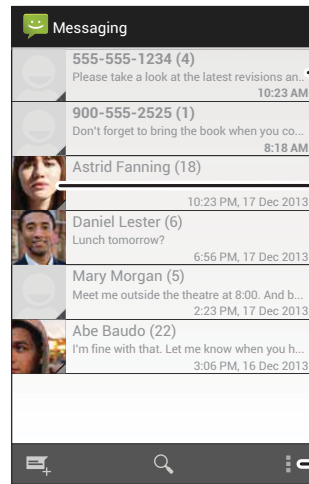 Messaging
555-555-1234 (4)
Please take a look at the latest revisions an...
10:23 AM
900-555-2525 (1)
Don't forget to bring the book when you co...
8:18 AM
Astrid Fanning (18)
10:23 PM, 17 Dec 2013
Daniel Lester (6)
Lunch tomorrow?
6:56 PM, 17 Dec 2013
Mary Morgan (5)
Meet me outside the theatre at 8:00. And b...
2:23 PM, 17 Dec 2013
Abe Baudo (22)
I'm fine with that. Let me know when you h...
3:06 PM, 16 Dec 2013